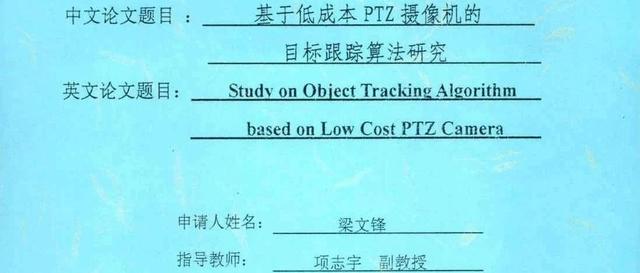 中文论文题目：基于低成本 PTZ 摄像机的
目标跟踪算法研究
英文论文题目：Study on Object Tracking Algorithm
based on Low Cost PTZ Camera
申请人姓名：梁文锋
指导教师：项志宇 副教授